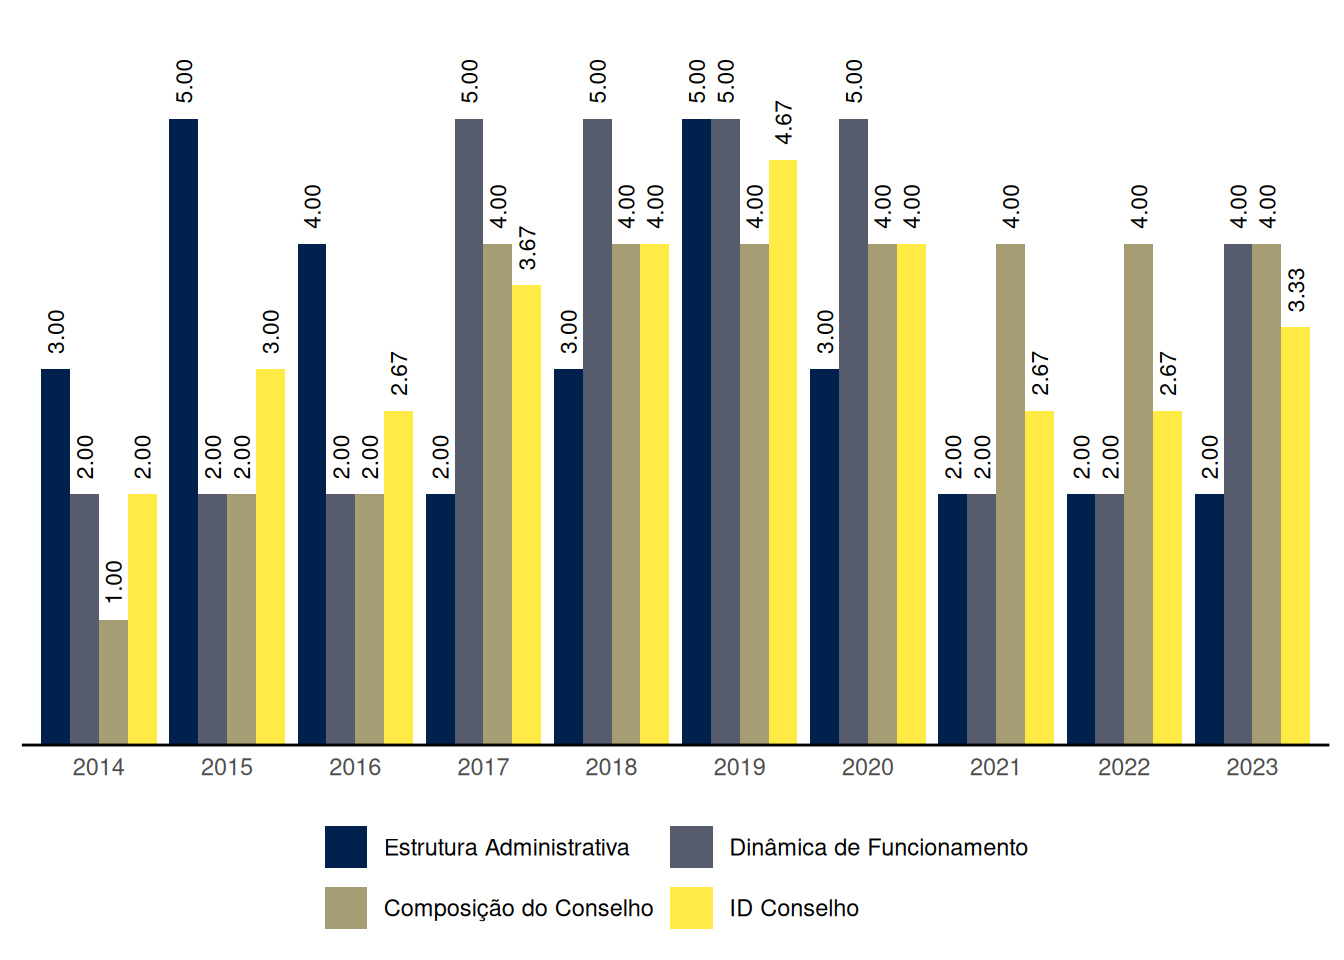 3.00 2.00 1.00 2.00
5.00 2.00 2.00 3.00
4.00 2.00 2.00 2.67
2.00 5.00 4.00 3.67
3.00 5.00 4.00 4.00
5.00 5.00 4.00 4.67
3.00 5.00 4.00 4.00
2.00 2.00 4.00 2.67
2.00 2.00 4.00 2.67
2.00 4.00 4.00 3.33
2014 2015 2016 2017 2018 2019 2020 2021 2022 2023
Estrutura Administrativa Dinâmica de Funcionamento
Composição do Conselho ID Conselho